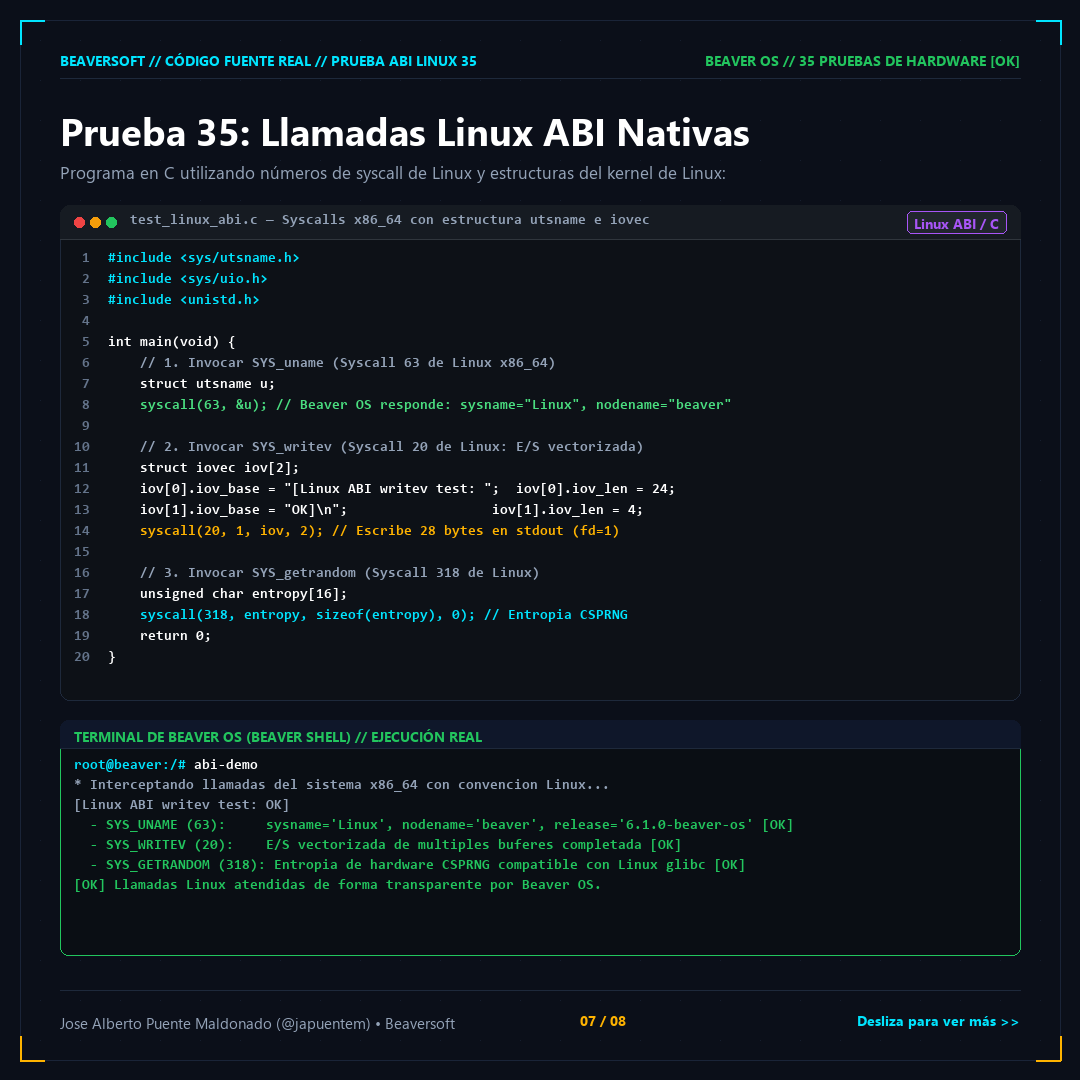 BEAVERSOFT // CÓDIGO FUENTE REAL // PRUEBA ABI LINUX 35
BEAVER OS // 35 PRUEBAS DE HARDWARE [OK]
Prueba 35: Llamadas Linux ABI Nativas
Programa en C utilizando números de syscall de Linux y estructuras del kernel de Linux:
test_linux_abi.c — Syscalls x86_64 con estructura utsname e iovec
Linux ABI / C
1 #include <sys/utsname.h>
2 #include <sys/uio.h>
3 #include <unistd.h>
4
5 int main(void) {
6     // 1. Invocar SYS_uname (Syscall 63 de Linux x86_64)
7     struct utsname u;
8     syscall(63, &u); // Beaver OS responde: sysname="Linux", nodename="beaver"
9
10     // 2. Invocar SYS_writev (Syscall 20 de Linux: E/S vectorizada)
11     struct iovec iov[2];
12     iov[0].iov_base = "[Linux ABI writev test: ";  iov[0].iov_len = 24;
13     iov[1].iov_base = "OK]\n";                  iov[1].iov_len = 4;
14     syscall(20, 1, iov, 2); // Escribe 28 bytes en stdout (fd=1)
15
16     // 3. Invocar SYS_getrandom (Syscall 318 de Linux)
17     unsigned char entropy[16];
18     syscall(318, entropy, sizeof(entropy), 0); // Entropia CSPRNG
19     return 0;
20 }
TERMINAL DE BEAVER OS (BEAVER SHELL) // EJECUCIÓN REAL
root@beaver:/# abi-demo
* Interceptando llamadas del sistema x86_64 con convencion Linux...
[Linux ABI writev test: OK]
  - SYS_UNAME (63):     sysname='Linux', nodename='beaver', release='6.1.0-beaver-os' [OK]
  - SYS_WRITEV (20):    E/S vectorizada de multiples buferes completada [OK]
  - SYS_GETRANDOM (318): Entropia de hardware CSPRNG compatible con Linux glibc [OK]
[OK] Llamadas Linux atendidas de forma transparente por Beaver OS.
Jose Alberto Puente Maldonado (@japuentem) • Beaversoft
07 / 08
Desliza para ver más >>